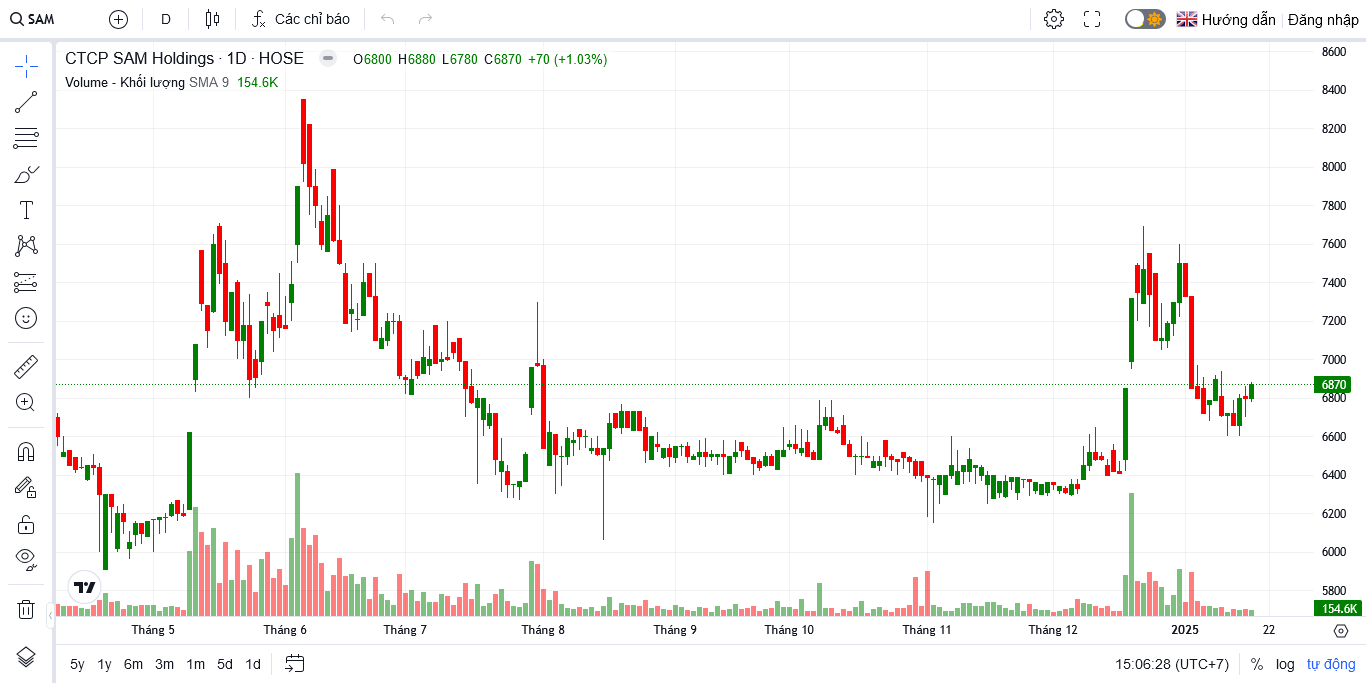 SAM D Các chỉ báo Hướng dẫn Đăng nhập
CTCP SAM Holdings · 1D · HOSE O6800 H6880 L6780 C6870 +70 (+1.03%)
Volume - Khối lượng SMA 9 154.6K
8600
8400
8200
8000
7800
7600
7400
7200
7000
6870
6800
6600
6400
6200
6000
5800
154.6K
Tháng 5 Tháng 6 Tháng 7 Tháng 8 Tháng 9 Tháng 10 Tháng 11 Tháng 12 2025 22
5y 1y 6m 3m 1m 5d 1d 15:06:28 (UTC+7) % log tự động